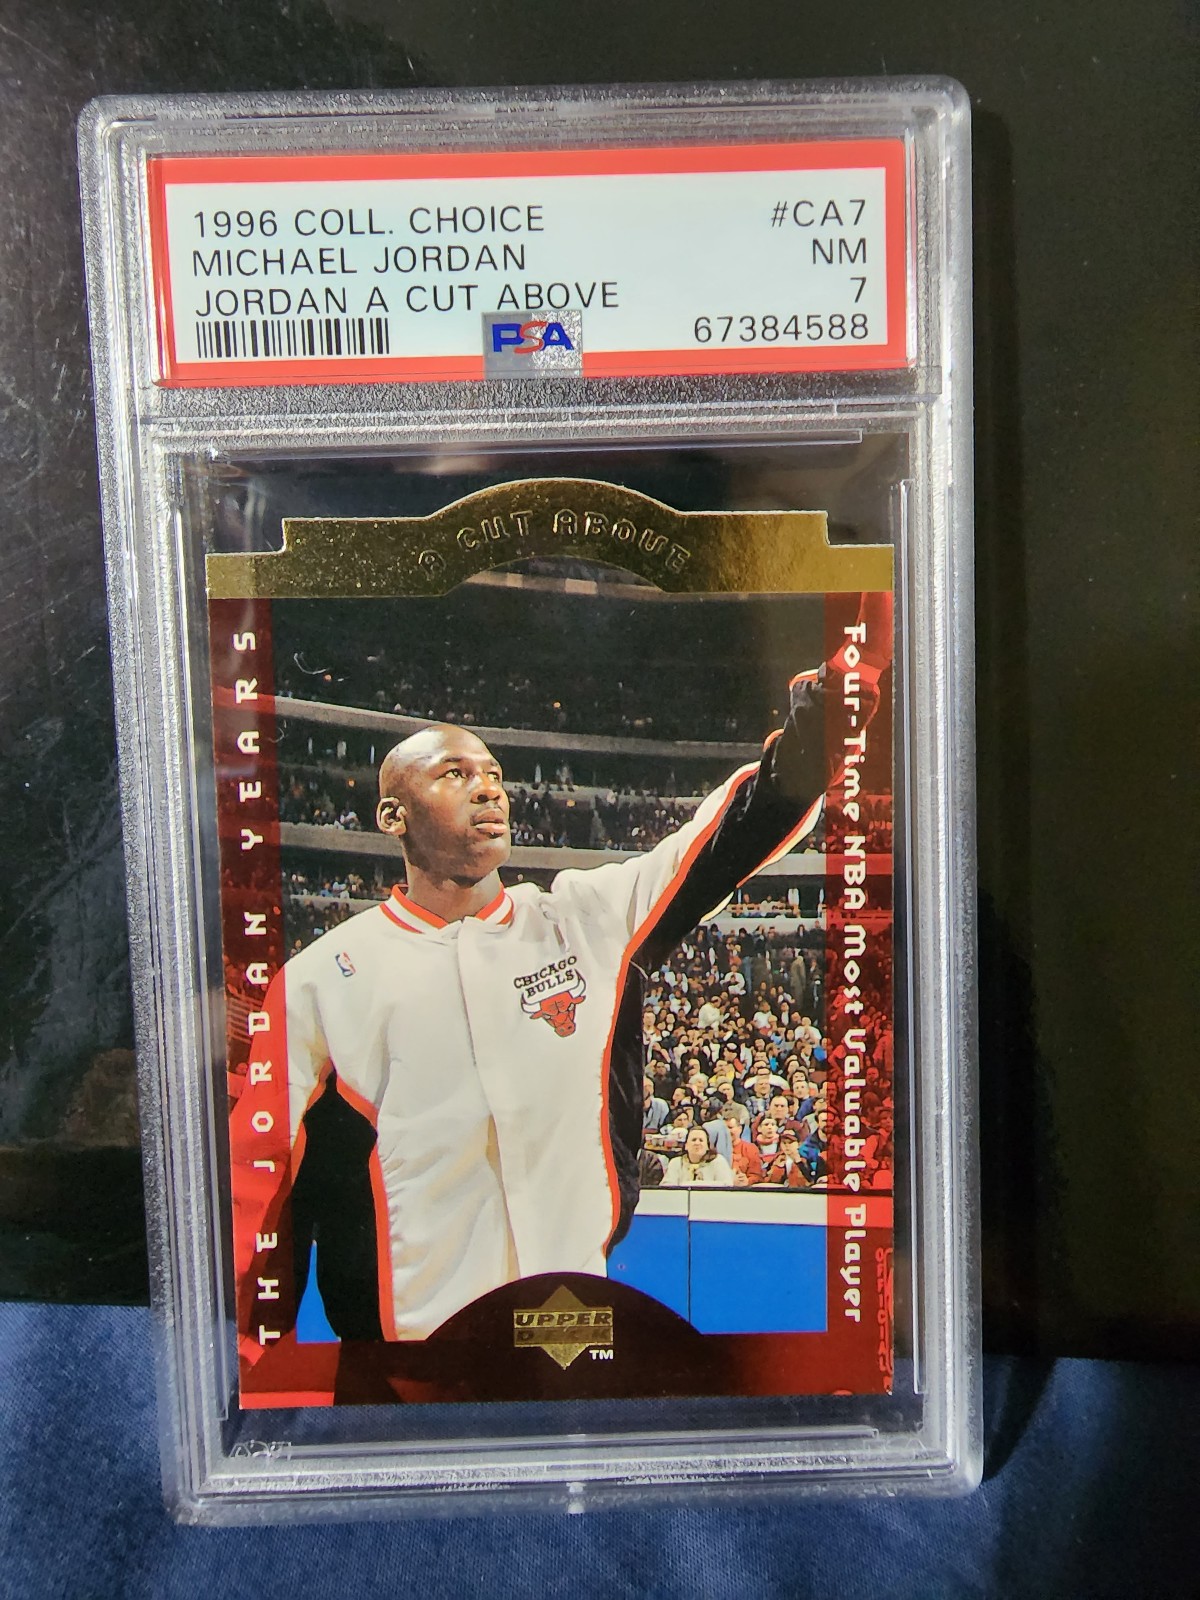 1996 COLL. CHOICE #CA7
MICHAEL JORDAN NM
JORDAN A CUT ABOVE 7
PSA 67384588
A CUT ABOVE
THE JORDAN YEARS
Four-Time NBA Most Valuable Player
CHICAGO
BULLS
UPPER
DECK
TM